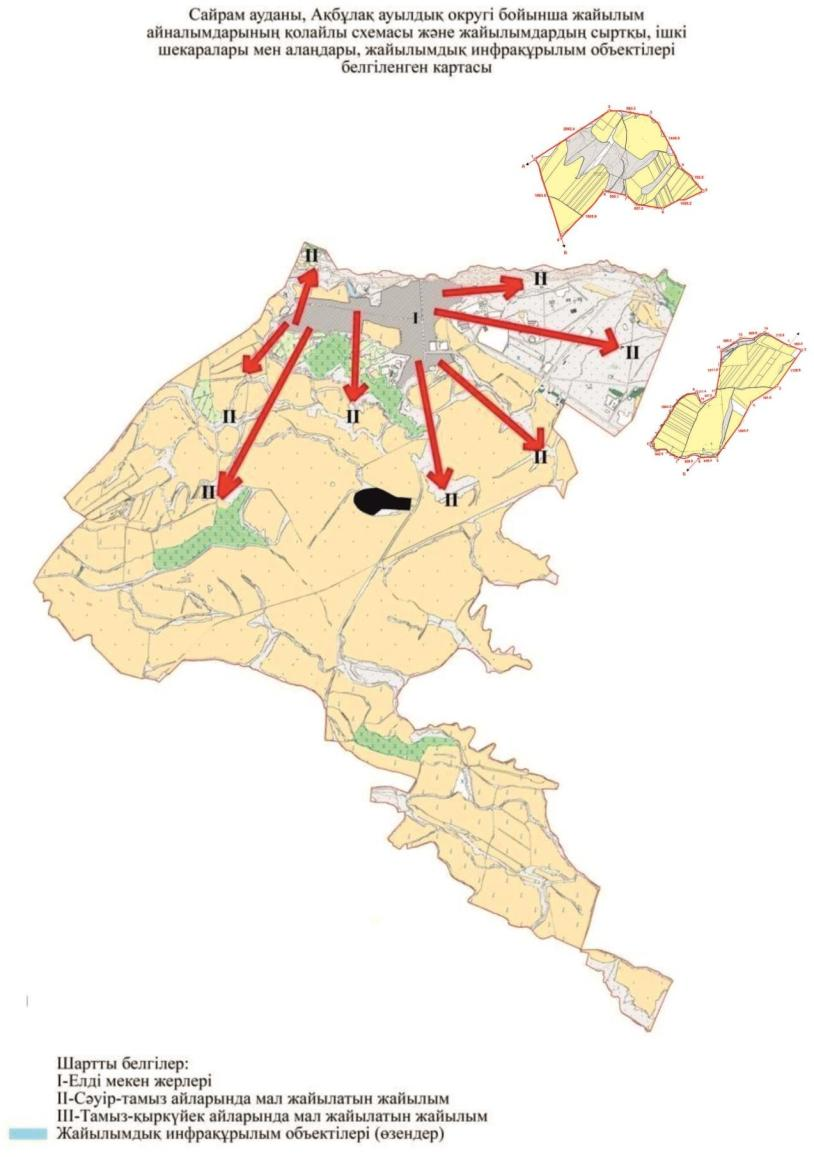 Сайрам ауданы, Ақбұлақ ауылдық округі бойынша жайылым
айналымдарының қолайлы схемасы және жайылымдардың сыртқы, ішкі
шекаралары мен алаңдары, жайылымдық инфрақұрылым объектілері
белгіленген картасы
II
II
I
II
II
II
II
II
II
Шартты белгілер:
I-Елді мекен жерлері
II-Сәуір-тамыз айларында мал жайылатын жайылым
III-Тамыз-қыркүйек айларында мал жайылатын жайылым
Жайылымдық инфрақұрылым объектілері (өзендер)